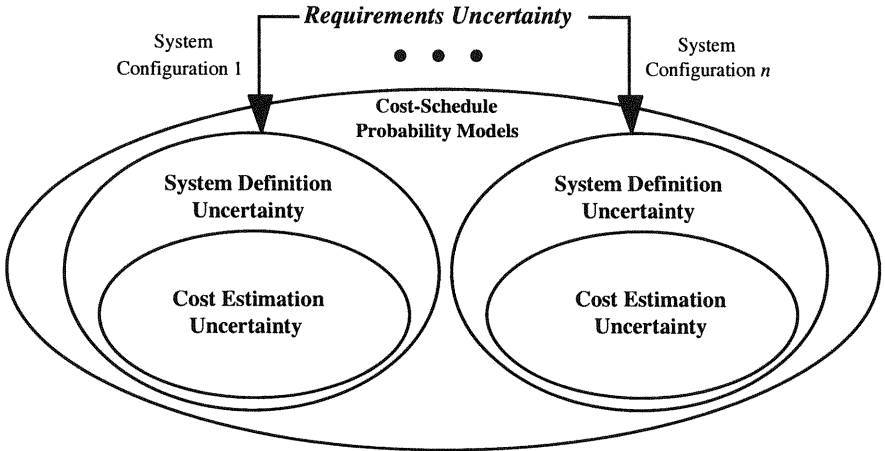 Requirements Uncertainty
System
Configuration 1
• • •
System
Configuration n
Cost-Schedule
Probability Models
System Definition
Uncertainty
Cost Estimation
Uncertainty
System Definition
Uncertainty
Cost Estimation
Uncertainty